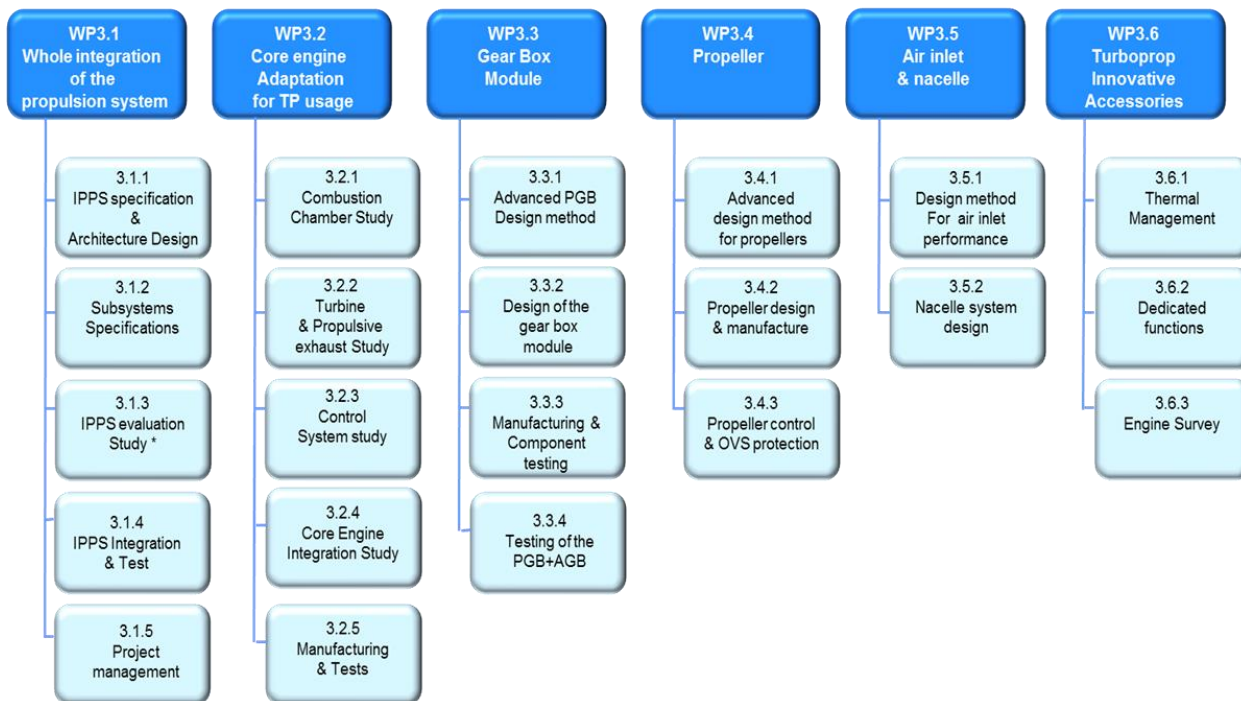 WP3.1
Whole integration
of the
propulsion system
3.1.1
IPPS specification
&
Architecture Design
3.1.2
Subsystems
Specifications
3.1.3
IPPS evaluation
Study *
3.1.4
IPPS Integration
& Test
3.1.5
Project
management
WP3.2
Core engine
Adaptation
for TP usage
3.2.1
Combustion
Chamber Study
3.2.2
Turbine
& Propulsive
exhaust Study
3.2.3
Control
System study
3.2.4
Core Engine
Integration Study
3.2.5
Manufacturing
& Tests
WP3.3
Gear Box
Module
3.3.1
Advanced PGB
Design method
3.3.2
Design of the
gear box
module
3.3.3
Manufacturing &
Component
testing
3.3.4
Testing of the
PGB+AGB
WP3.4
Propeller
3.4.1
Advanced
design method
for propellers
3.4.2
Propeller design
& manufacture
3.4.3
Propeller control
& OVS protection
WP3.5
Air inlet
& nacelle
3.5.1
Design method
For air inlet
performance
3.5.2
Nacelle system
design
WP3.6
Turboprop
Innovative
Accessories
3.6.1
Thermal
Management
3.6.2
Dedicated
functions
3.6.3
Engine Survey